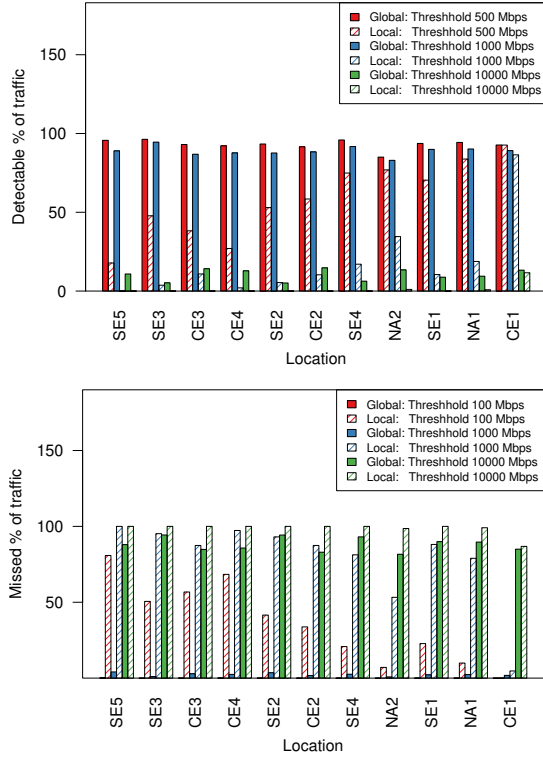 Global: Threshhold 500 Mbps
Local: Threshhold 500 Mbps
Global: Threshhold 1000 Mbps
Local: Threshhold 1000 Mbps
Global: Threshhold 10000 Mbps
Local: Threshhold 10000 Mbps
Detectable % of traffic
150
100
50
0
SE5 SE3 CE3 CE4 SE2 CE2 SE4 NA2 SE1 NA1 CE1
Location
Global: Threshhold 100 Mbps
Local: Threshhold 100 Mbps
Global: Threshhold 1000 Mbps
Local: Threshhold 1000 Mbps
Global: Threshhold 10000 Mbps
Local: Threshhold 10000 Mbps
Missed % of traffic
150
100
50
SE5 SE3 CE3 CE4 SE2 CE2 SE4 NA2 SE1 NA1 CE1
Location